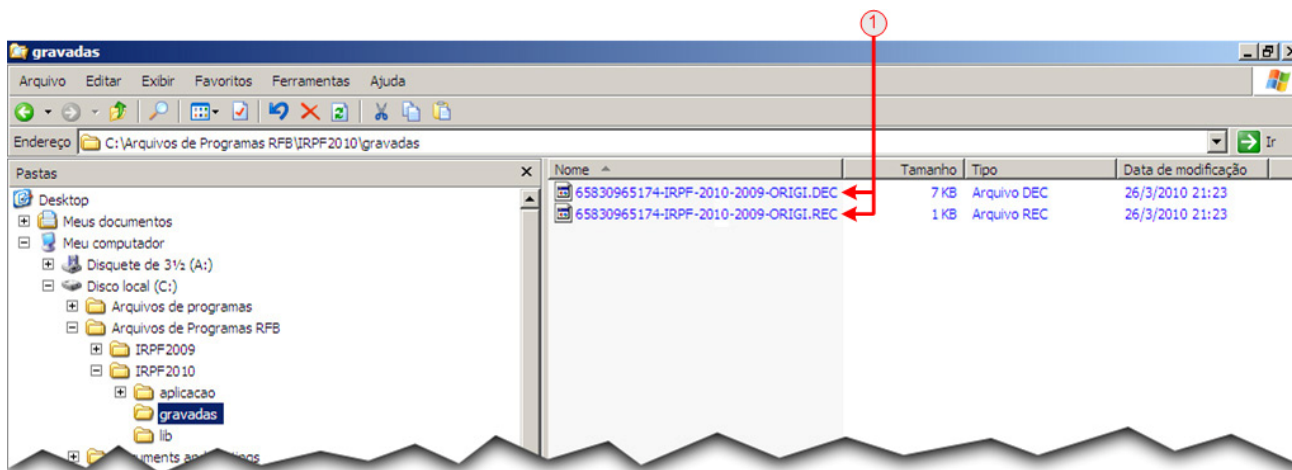 1
gravadas
Arquivo Editar Exibir Favoritos Ferramentas Ajuda
Endereço C:\Arquivos de Programas RFB\IRPF2010\gravadas Ir
Pastas
Nome Tamanho Tipo Data de modificação
65830965174-IRPF-2010-2009-ORIGI.DEC 7 KB Arquivo DEC 26/3/2010 21:23
65830965174-IRPF-2010-2009-ORIGI.REC 1 KB Arquivo REC 26/3/2010 21:23
Desktop
Meus documentos
Meu computador
Disquete de 3½ (A:)
Disco local (C:)
Arquivos de programas
Arquivos de Programas RFB
IRPF2009
IRPF2010
aplicacao
gravadas
lib